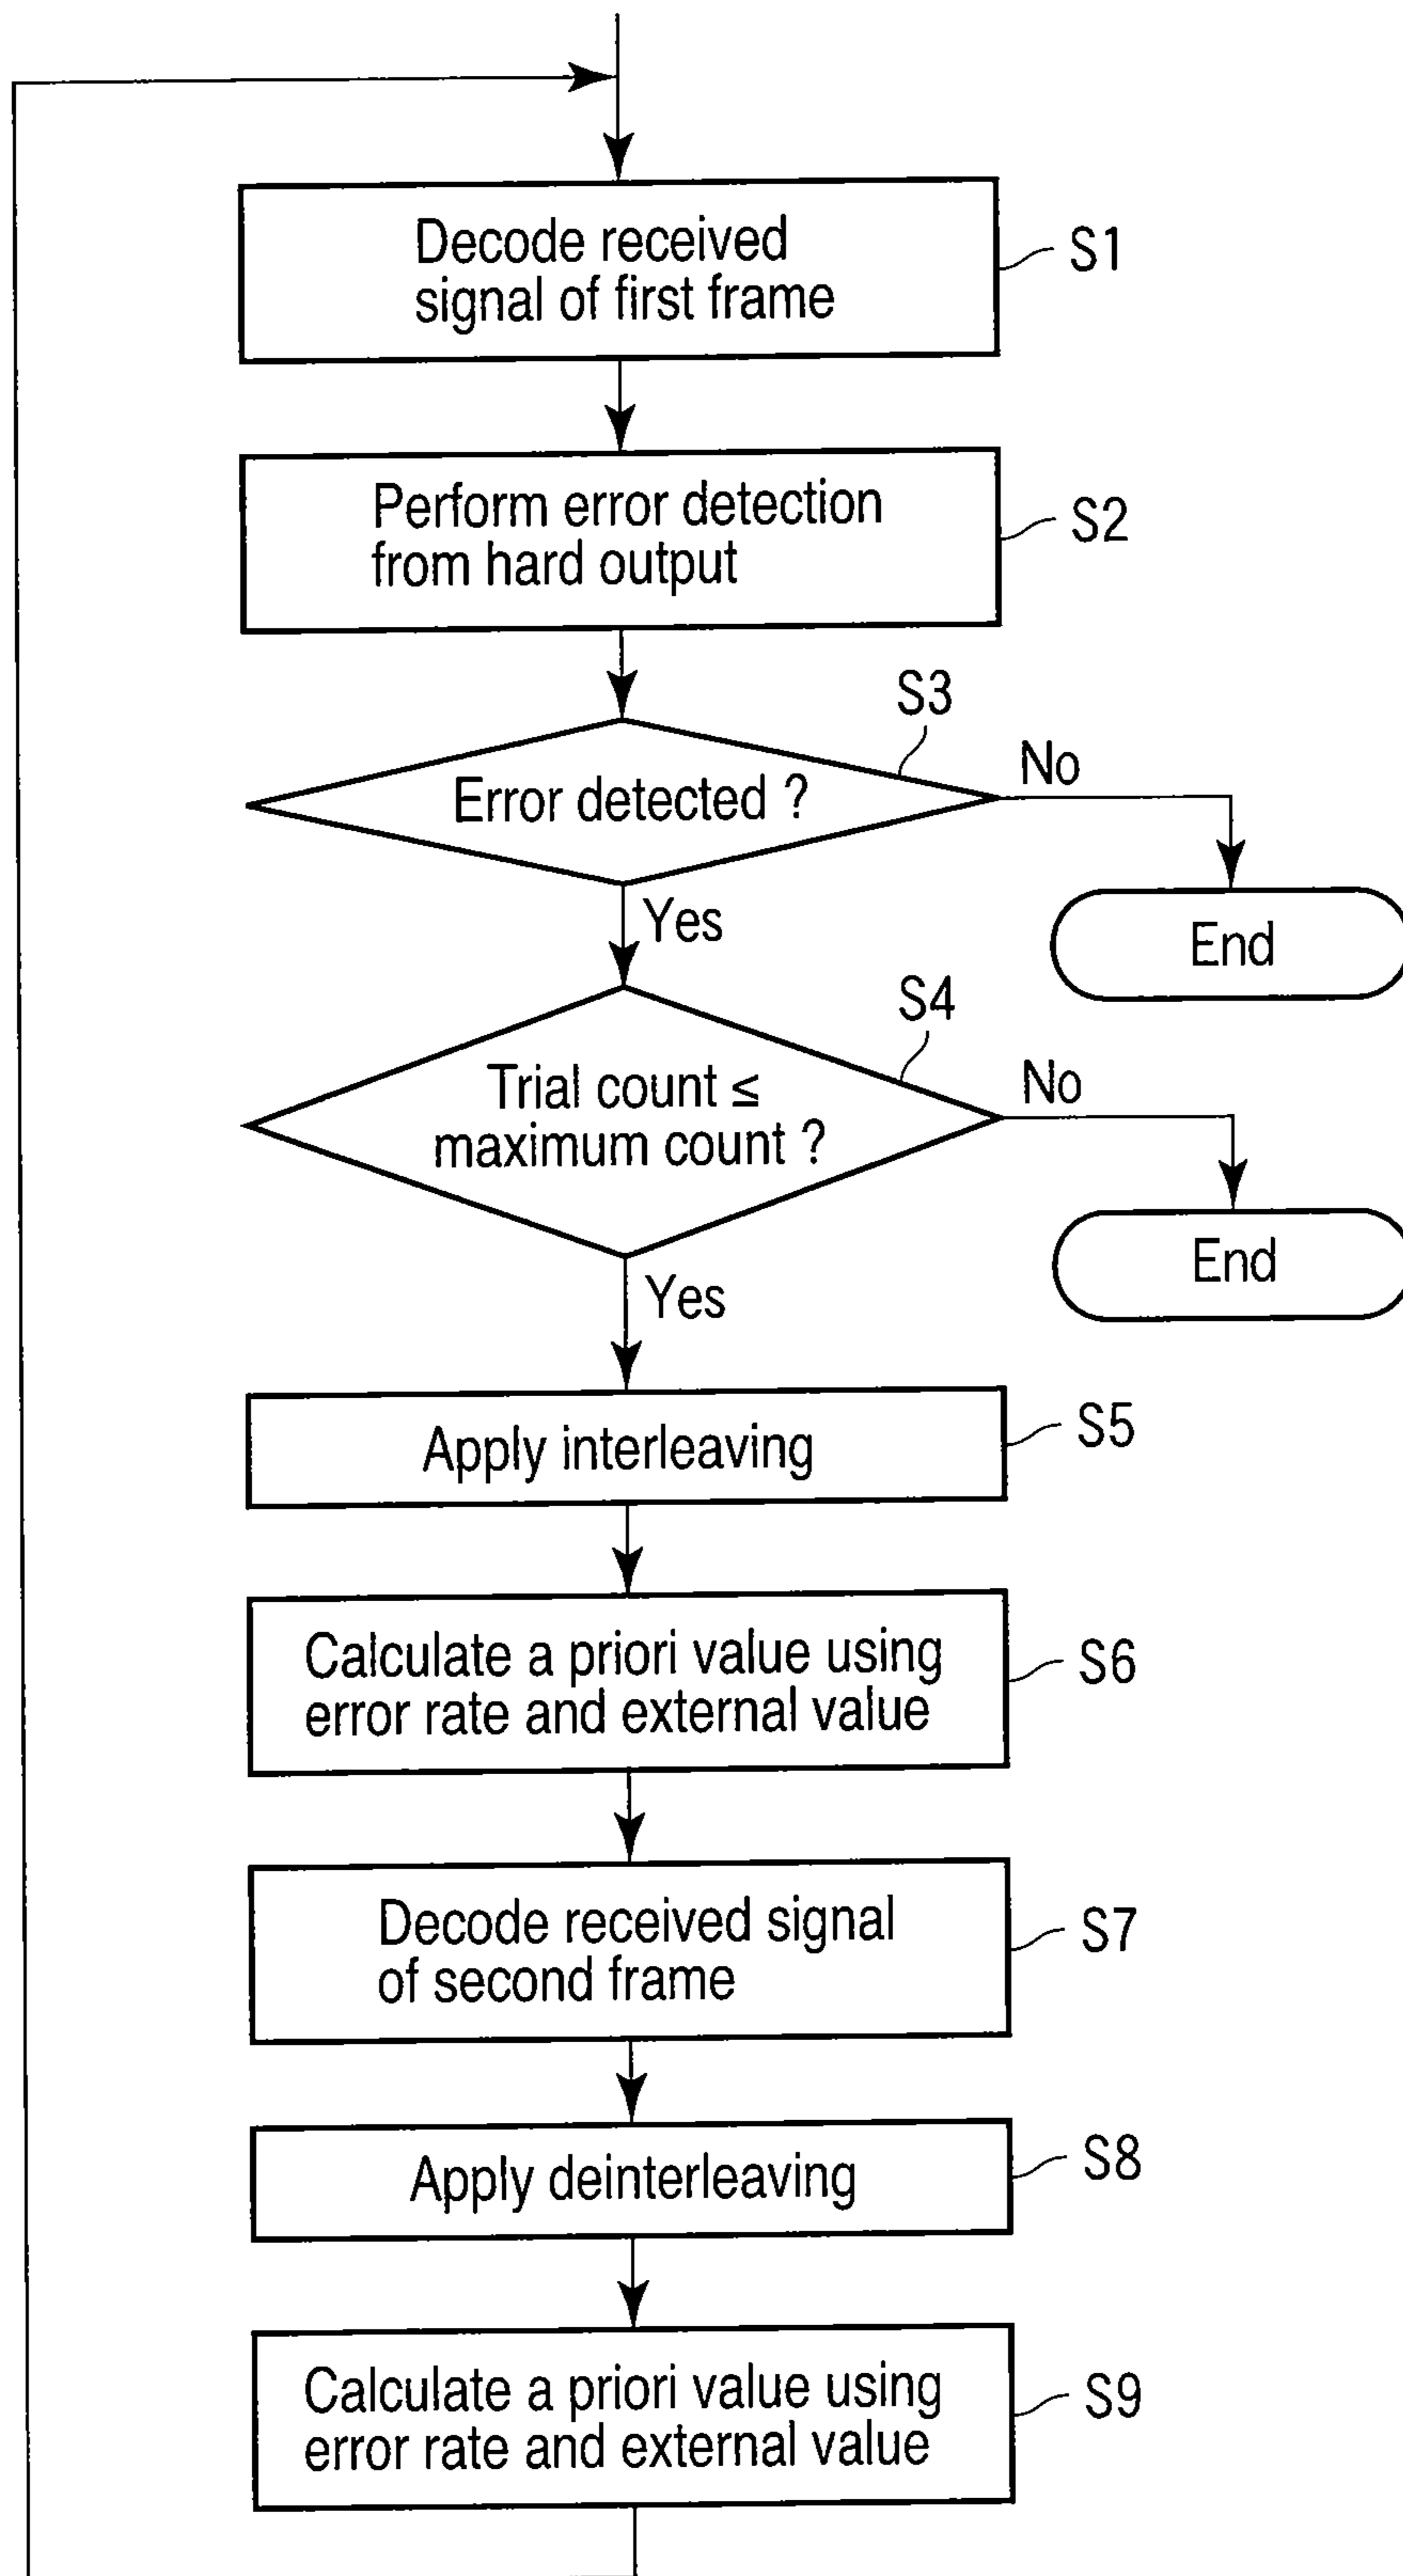 Decode received
signal of first frame
S1
Perform error detection
from hard output
S2
S3
Error detected ?
No
End
Yes
S4
Trial count ≤
maximum count ?
No
End
Yes
Apply interleaving
S5
Calculate a priori value using
error rate and external value
S6
Decode received signal
of second frame
S7
Apply deinterleaving
S8
Calculate a priori value using
error rate and external value
S9